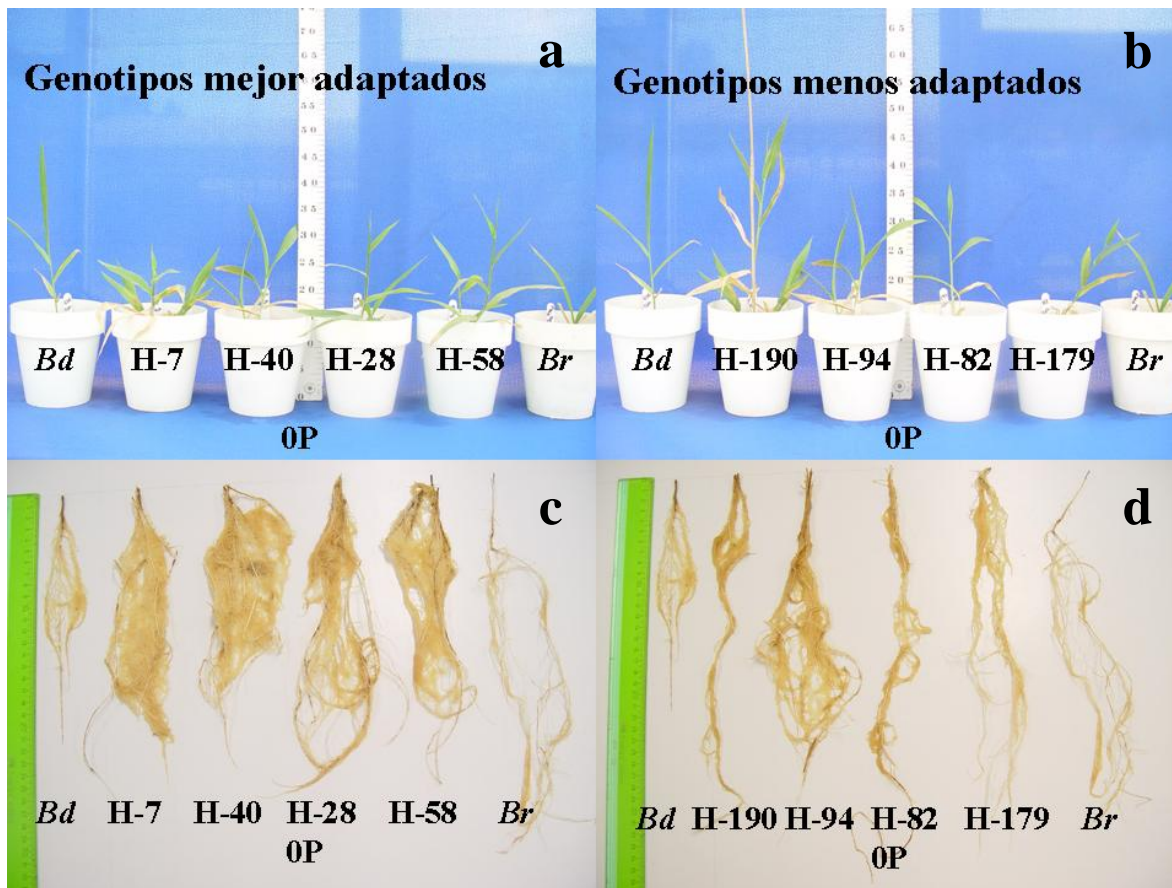 a
Genotipos mejor adaptados
Bd H-7 H-40 H-28 H-58 Br
0P
b
Genotipos menos adaptados
Bd H-190 H-94 H-82 H-179 Br
0P
c
Bd H-7 H-40 H-28 H-58 Br
0P
d
Bd H-190 H-94 H-82 H-179 Br
0P